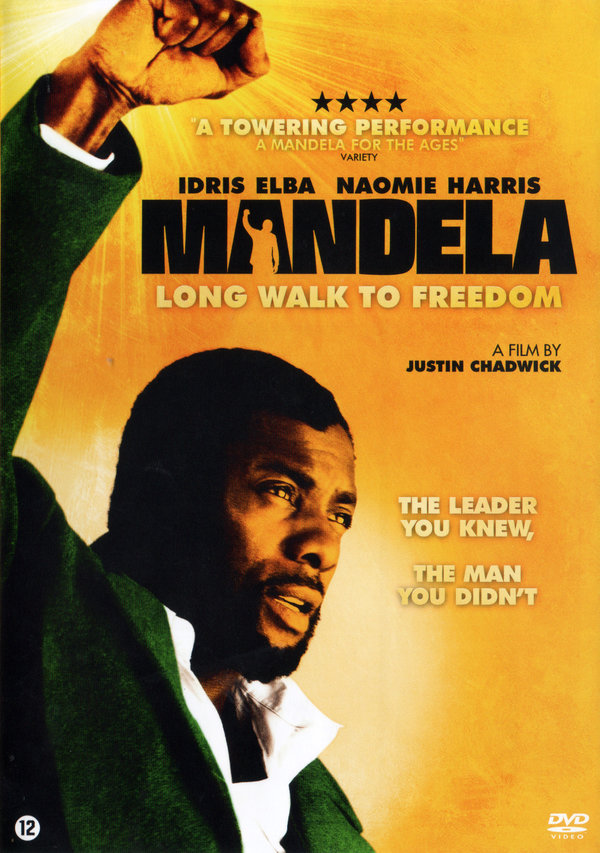 ★★★★
"A TOWERING PERFORMANCE
A MANDELA FOR THE AGES"
VARIETY
IDRIS ELBA NAOMIE HARRIS
MANDELA
LONG WALK TO FREEDOM
A FILM BY
JUSTIN CHADWICK
THE LEADER
YOU KNEW,
THE MAN
YOU DIDN'T
12
DVD
VIDEO